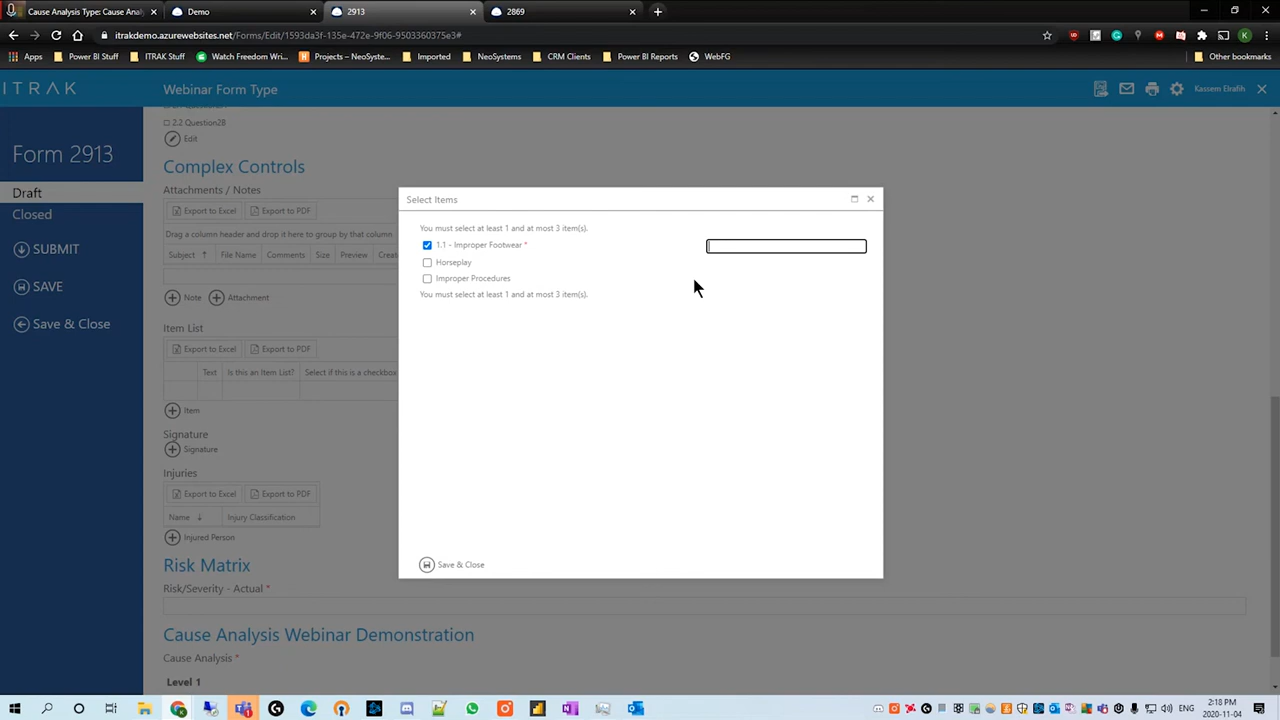 Cause Analysis Type: Cause Analy
Demo
2913
2869
itrakdemo.azurewebsites.net/Forms/Edit/1593da3f-135e-472e-9f06-9503360375e3#
Apps
Power BI Stuff
ITRAK Stuff
Watch Freedom Wri...
Projects – NeoSyste...
Imported
NeoSystems
CRM Clients
Power BI Reports
WebFG
Other bookmarks
ITRAK
Webinar Form Type
Kassem Elrafih
Form 2913
Draft
Closed
SUBMIT
SAVE
Save & Close
2.2 Question2B
Edit
Complex Controls
Attachments / Notes
Export to Excel
Export to PDF
Drag a column header and drop it here to group by that column
Subject
File Name
Comments
Size
Preview
Note
Attachment
Item List
Export to Excel
Export to PDF
Text
Is this an Item List?
Select if this is a checkbox
Item
Signature
Signature
Injuries
Export to Excel
Export to PDF
Name
Injury Classification
Injured Person
Risk Matrix
Risk/Severity - Actual *
Cause Analysis Webinar Demonstration
Cause Analysis *
Level 1
Select Items
You must select at least 1 and at most 3 item(s).
1.1 - Improper Footwear *
Horseplay
Improper Procedures
You must select at least 1 and at most 3 item(s).
Save & Close
ENG
2:18 PM
2020-11-04